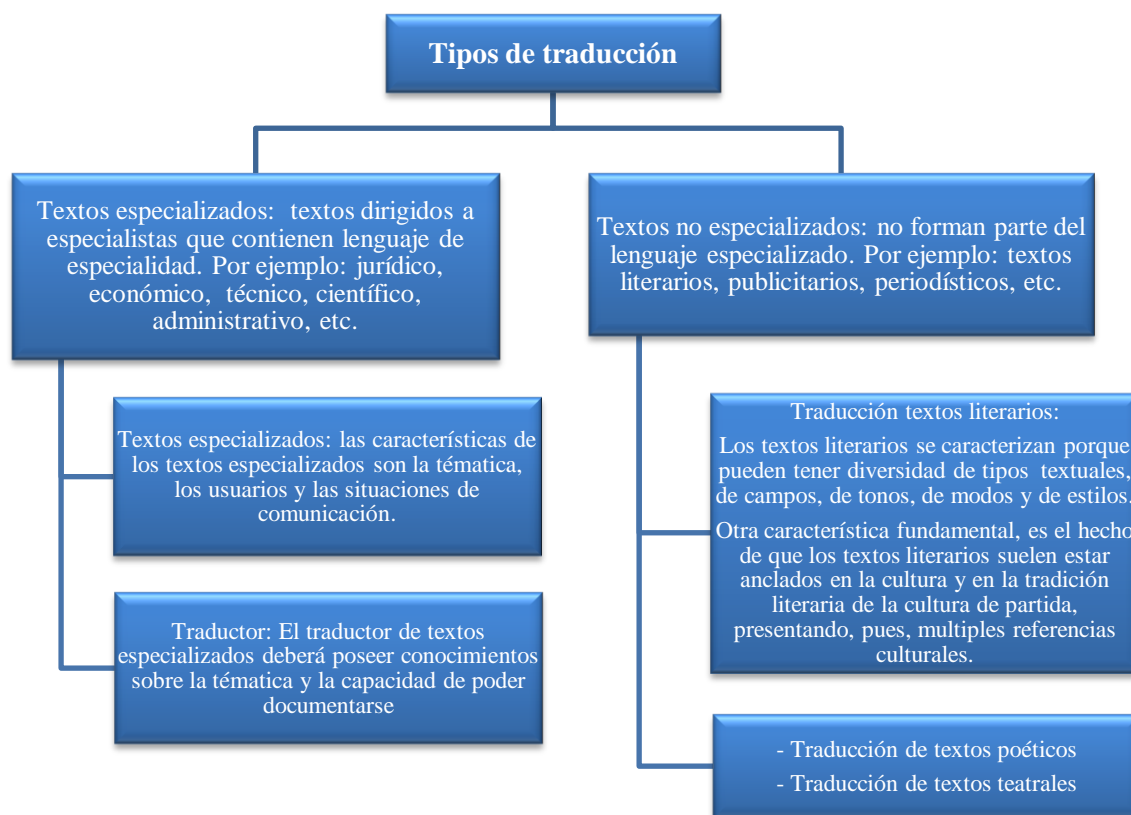 Tipos de traducción
Textos especializados:  textos dirigidos a
especialistas que contienen lenguaje de
especialidad. Por ejemplo: jurídico,
económico,  técnico, científico,
administrativo, etc.
Textos especializados: las características de
los textos especializados son la témática,
los usuarios y las situaciones de
comunicación.
Traductor: El traductor de textos
especializados deberá poseer conocimientos
sobre la témática y la capacidad de poder
documentarse
Textos no especializados: no forman parte del
lenguaje especializado. Por ejemplo: textos
literarios, publicitarios, periodísticos, etc.
Traducción textos literarios:
Los textos literarios se caracterizan porque
pueden tener diversidad de tipos  textuales,
de campos, de tonos, de modos y de estilos.
Otra característica fundamental, es el hecho
de que los textos literarios suelen estar
anclados en la cultura y en la tradición
literaria de la cultura de partida,
presentando, pues, multiples referencias
culturales.
- Traducción de textos poéticos
- Traducción de textos teatrales